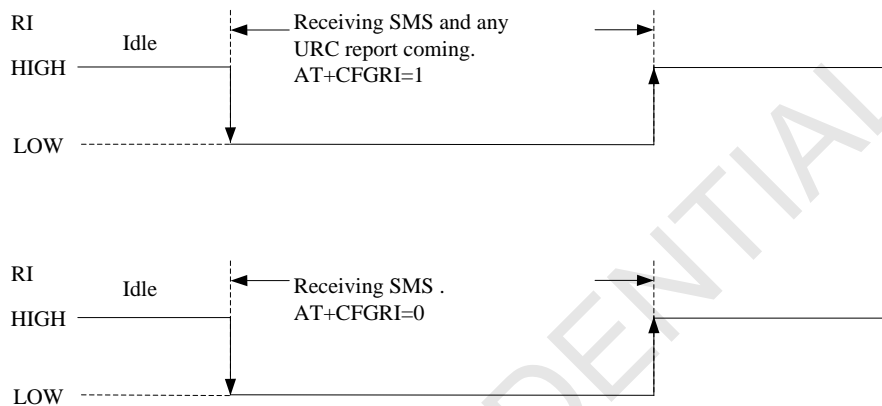 RI
Idle
Receiving SMS and any
URC report coming.
AT+CFGRI=1
HIGH
LOW
RI
Idle
Receiving SMS .
AT+CFGRI=0
HIGH
LOW
DENTIAL